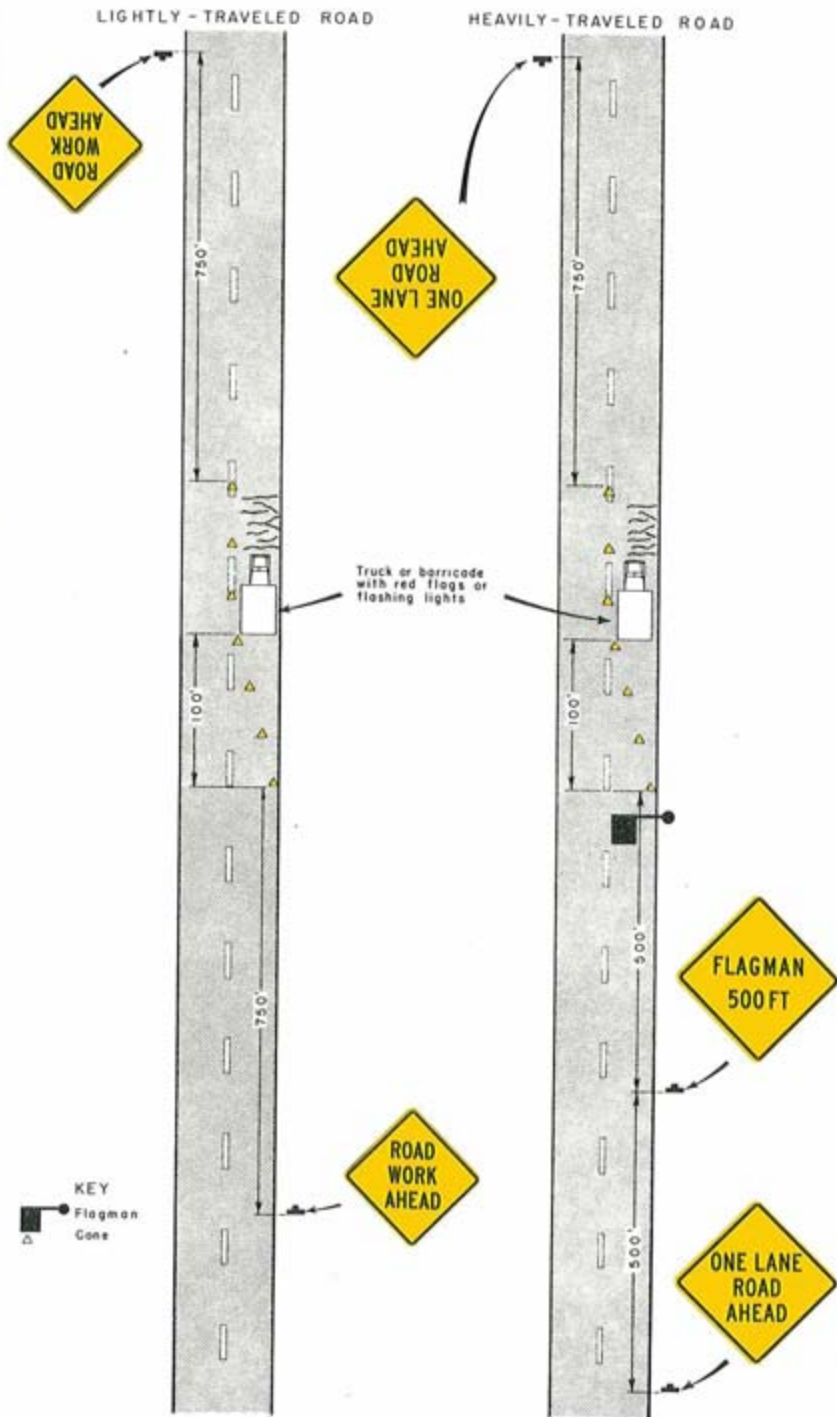 LIGHTLY-TRAVELED ROAD
HEAVILY-TRAVELED ROAD
ROAD
WORK
AHEAD
ONE LANE
ROAD
AHEAD
750'
750'
Truck or barricade
with red flags or
flashing lights
100'
100'
750'
500'
FLAGMAN
500 FT
ROAD
WORK
AHEAD
500'
ONE LANE
ROAD
AHEAD
KEY
Flagman
Cone